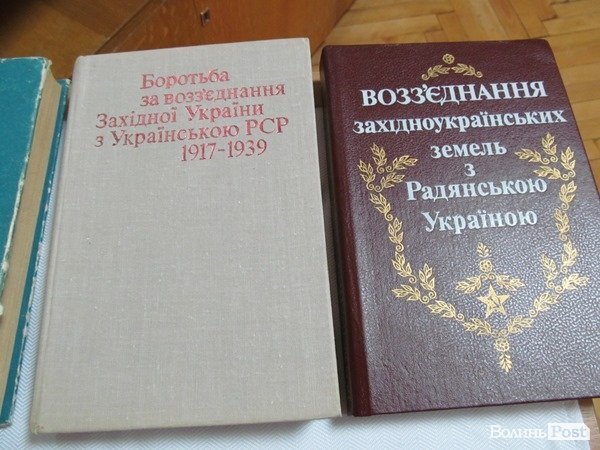 Боротьба
за возз'єднання
Західної України
з Українською РСР
1917-1939
ВОЗЗ'ЄДНАННЯ
західноукраїнських
земель
з
Радянською
Україною
Волинь Post